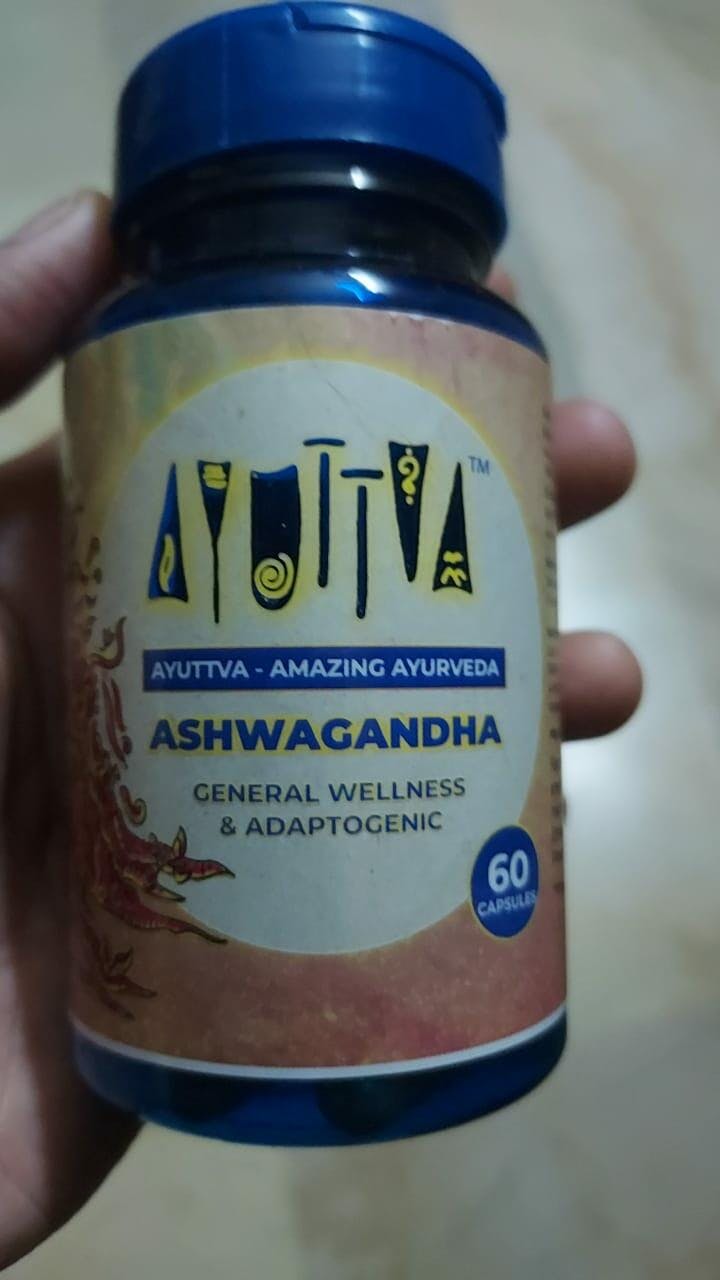 AYUTTVA™
AYUTTVA - AMAZING AYURVEDA
ASHWAGANDHA
GENERAL WELLNESS
& ADAPTOGENIC
60
CAPSULES